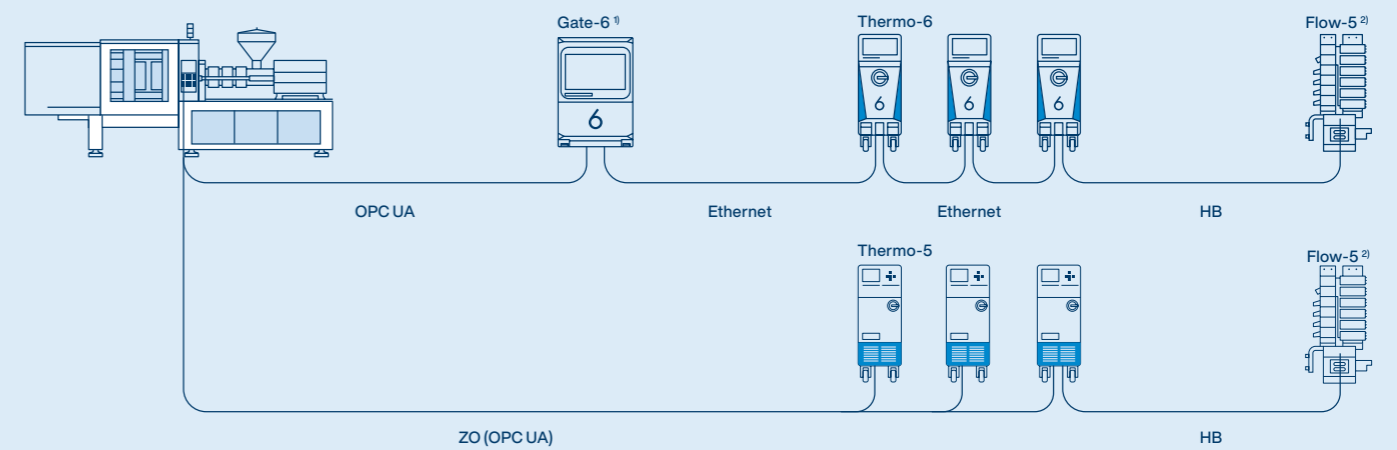 Gate-6 ¹⁾
Thermo-6
Flow-5 ²⁾
6
6
6
6
OPC UA
Ethernet
Ethernet
HB
Thermo-5
Flow-5 ²⁾
ZO (OPC UA)
HB